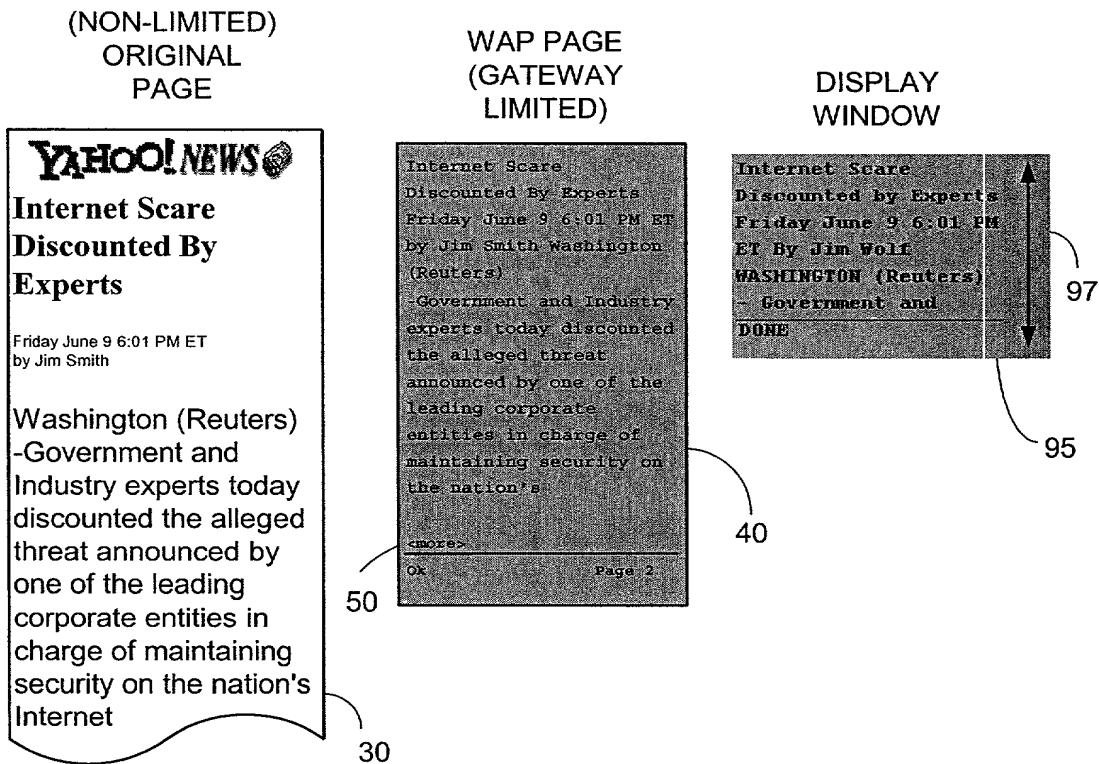 (NON-LIMITED)
ORIGINAL
PAGE
YAHOO! NEWS
Internet Scare
Discounted By
Experts
Friday June 9 6:01 PM ET
by Jim Smith
Washington (Reuters)
-Government and
Industry experts today
discounted the alleged
threat announced by
one of the leading
corporate entities in
charge of maintaining
security on the nation's
Internet
30
WAP PAGE
(GATEWAY
LIMITED)
Internet Scare
Discounted By Experts
Friday June 9 6:01 PM ET
by Jim Smith Washington
(Reuters)
-Government and Industry
experts today discounted
the alleged threat
announced by one of the
leading corporate
entities in charge of
maintaining security on
the nation's
<more>
Ok Page 2
50
40
DISPLAY
WINDOW
Internet Scare
Discounted by Experts
Friday June 9 6:01 PM
ET By Jim Wolf
WASHINGTON (Reuters)
- Government and
DONE
97
95